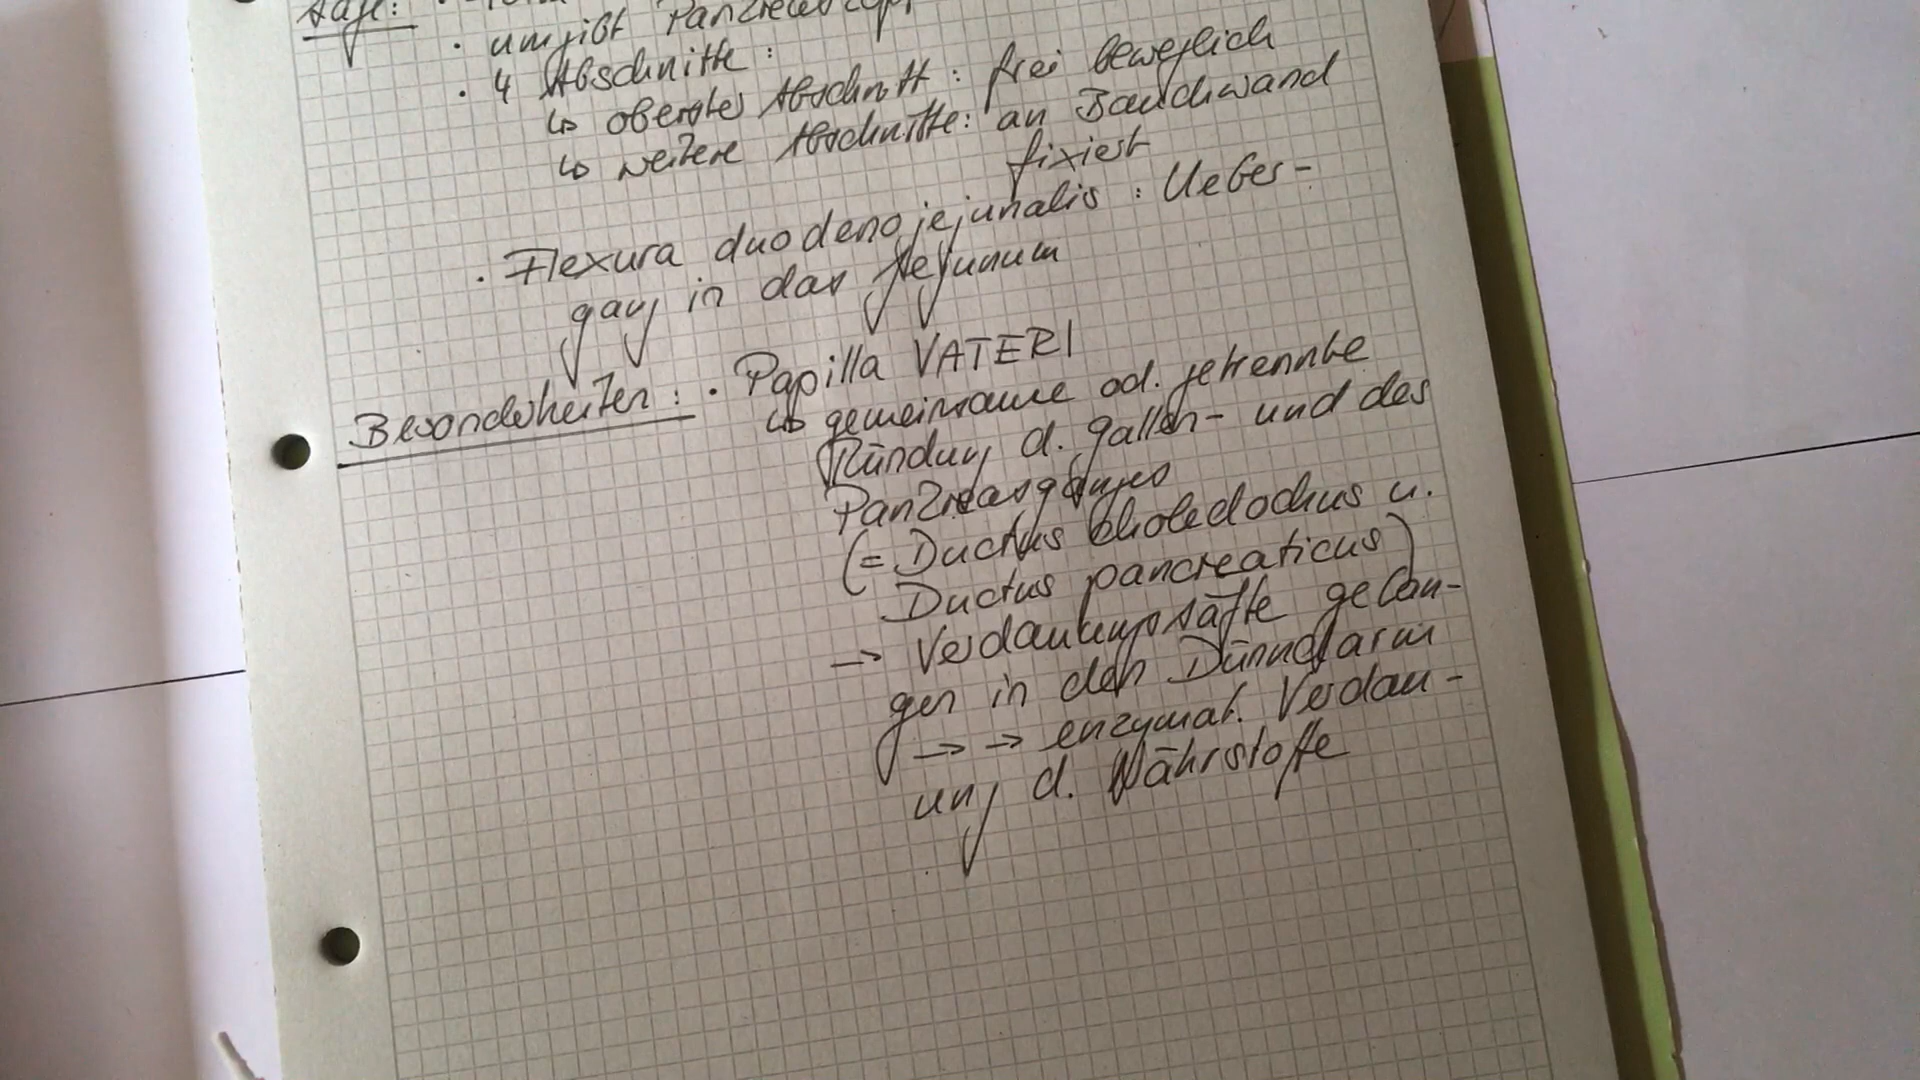 Lage:
· umgibt Pankreaskopf
· 4 Abschnitte:
↳ oberster Abschnitt: frei beweglich
↳ weitere Abschnitte: an Bauchwand
fixiert
· Flexura duodenojejunalis: Ueber-
gang in das Jejunum
Besonderheiten: · Papilla VATERI
↳ gemeinsame od. getrennte
Mündung d. Gallen- und des
Pankreasganges
(= Ductus choledochus u.
Ductus pancreaticus)
→ Verdauungssäfte gelan-
gen in den Dünndarm
→ → enzymat. Verdau-
ung d. Nährstoffe